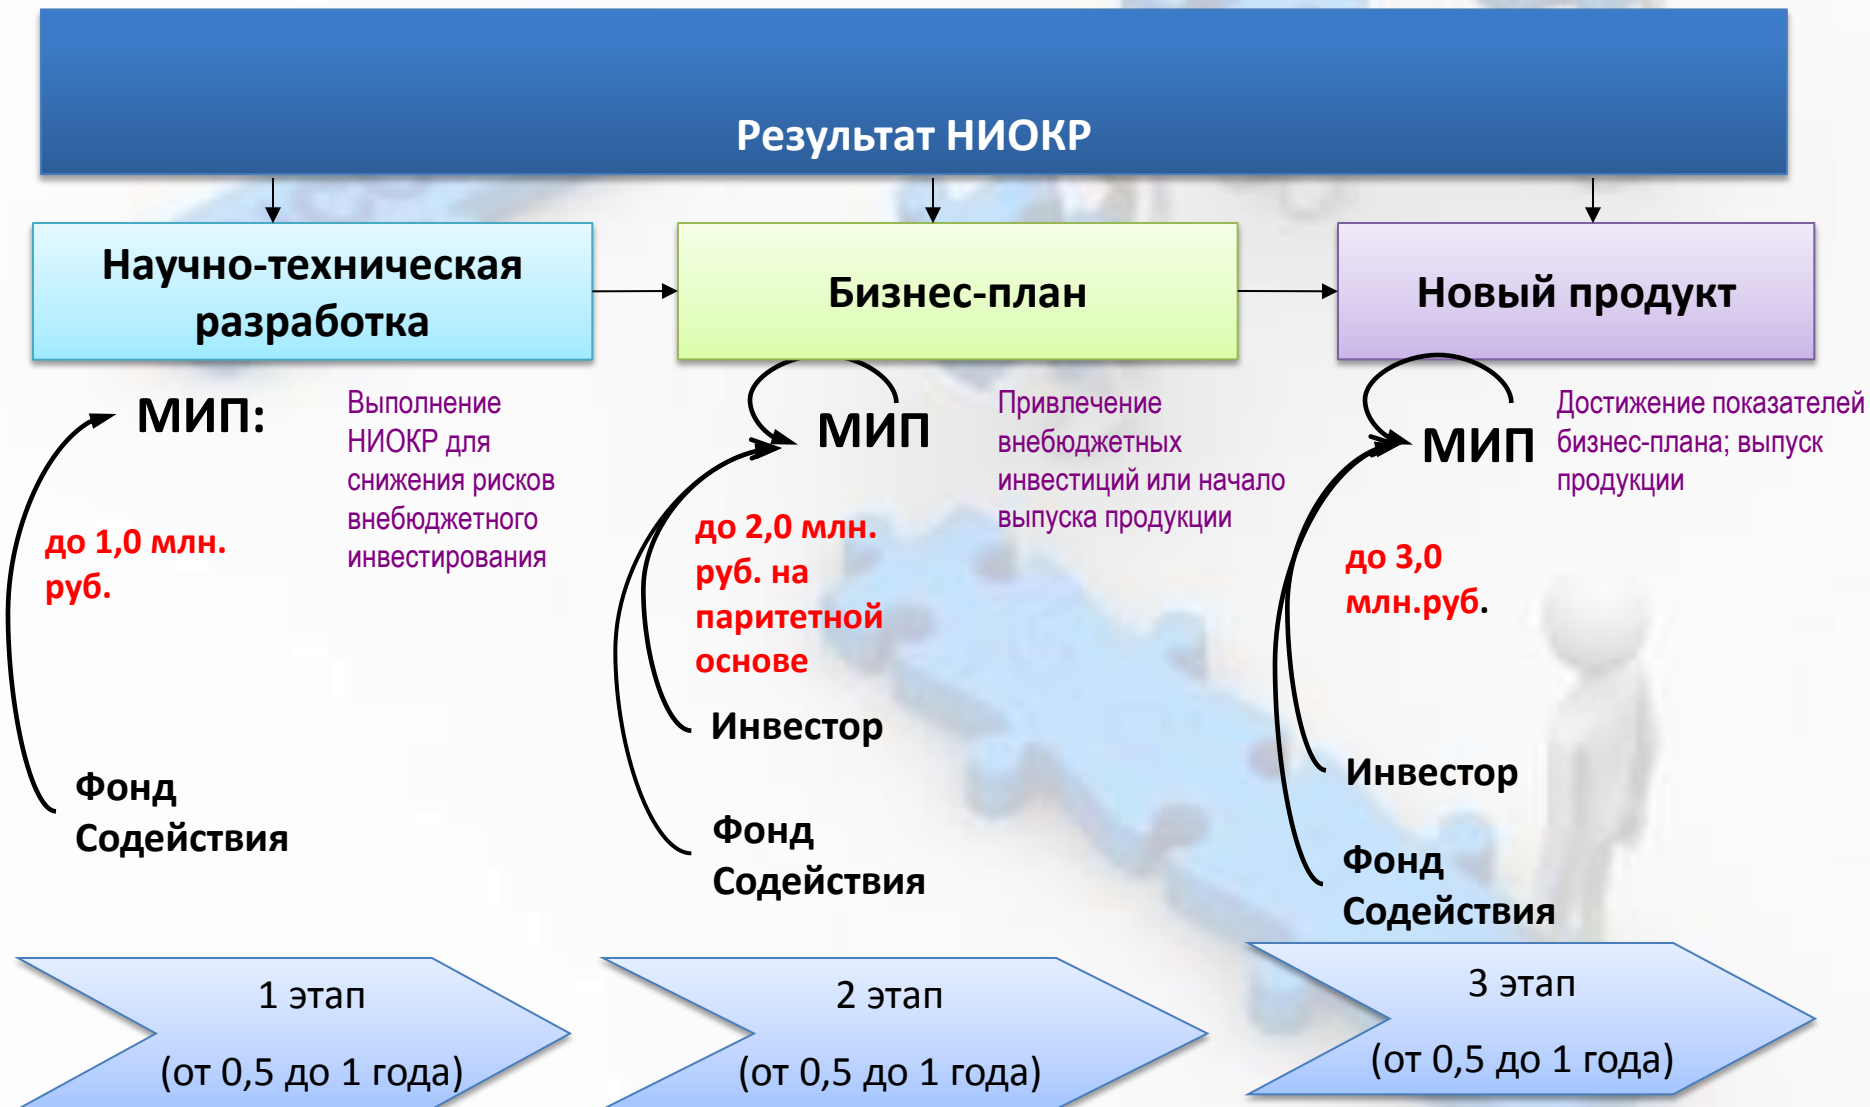 Результат НИОКР
Научно-техническая
разработка
Бизнес-план
Новый продукт
МИП:
Выполнение
НИОКР для
снижения рисков
внебюджетного
инвестирования
до 1,0 млн.
руб.
Фонд
Содействия
МИП
Привлечение
внебюджетных
инвестиций или начало
выпуска продукции
до 2,0 млн.
руб. на
паритетной
основе
Инвестор
Фонд
Содействия
МИП
Достижение показателей
бизнес-плана; выпуск
продукции
до 3,0
млн.руб.
Инвестор
Фонд
Содействия
1 этап
(от 0,5 до 1 года)
2 этап
(от 0,5 до 1 года)
3 этап
(от 0,5 до 1 года)